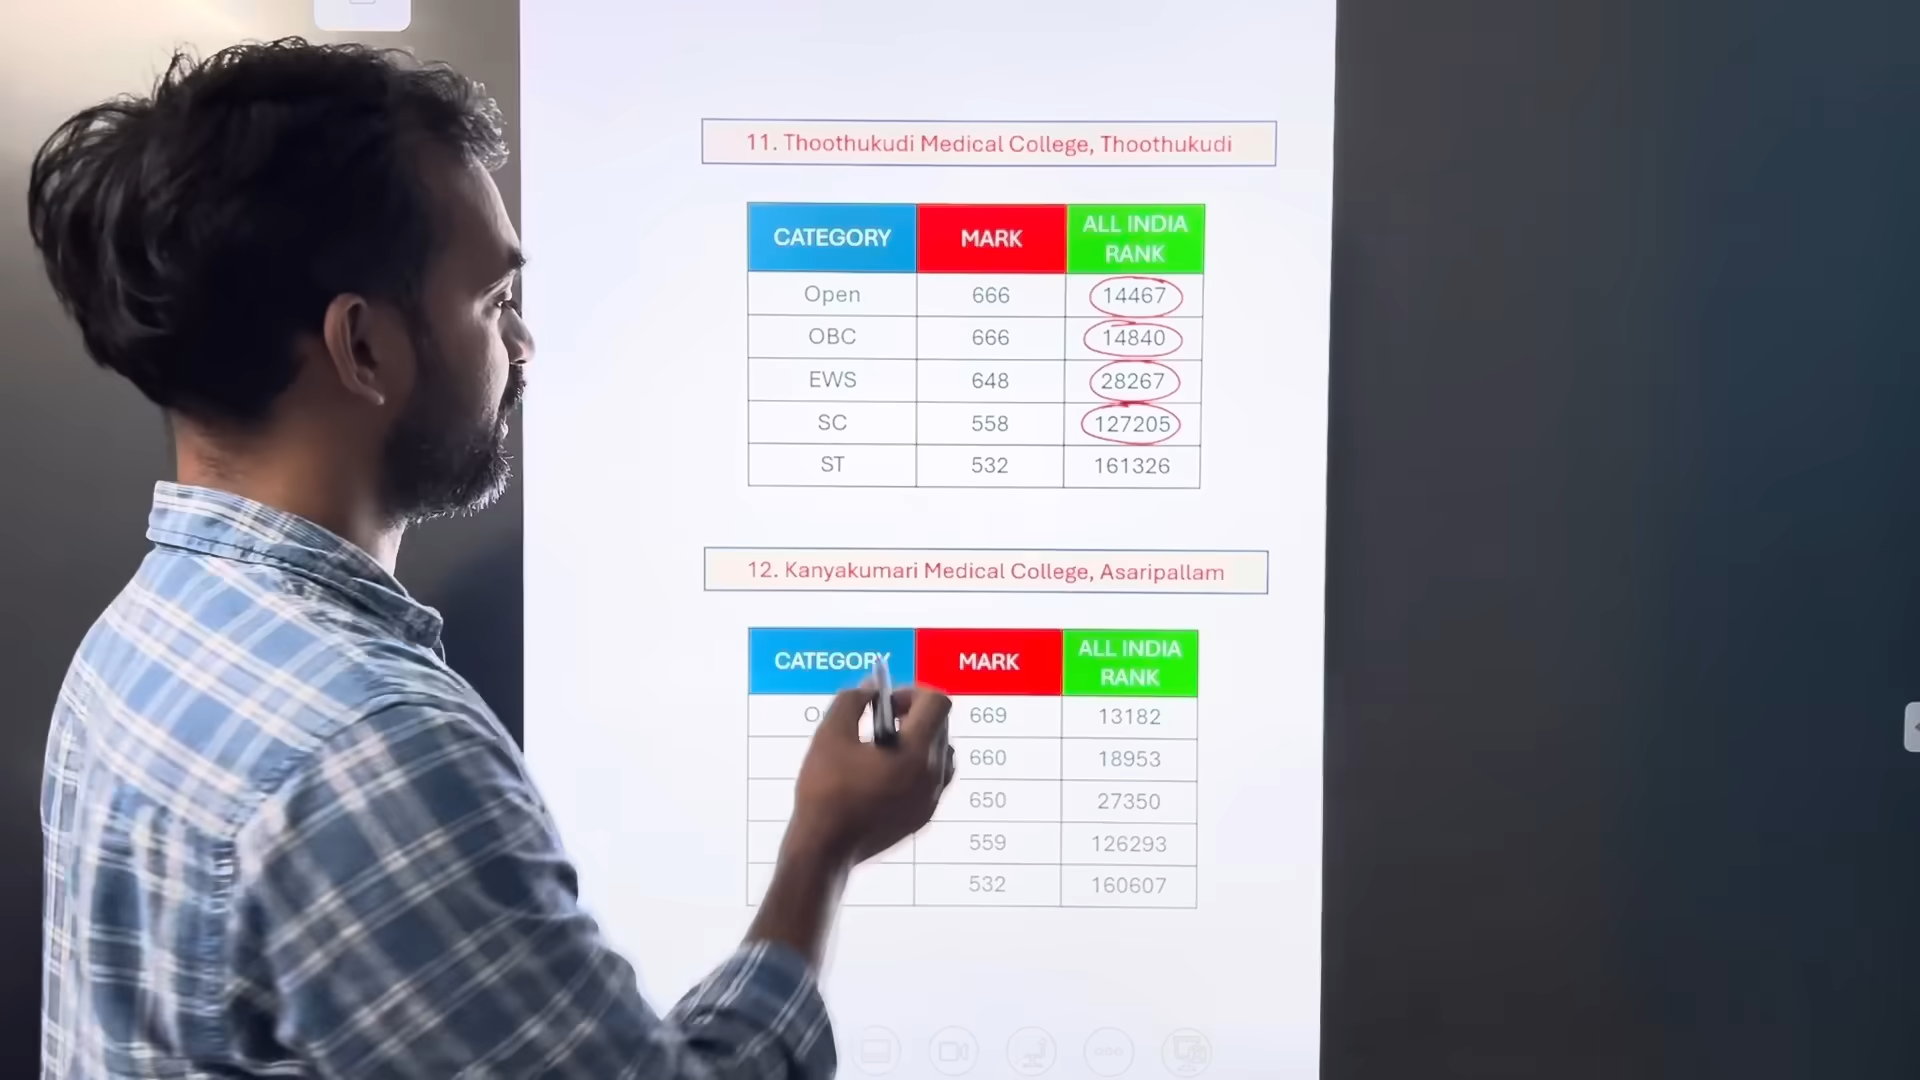 11. Thoothukudi Medical College, Thoothukudi
CATEGORY MARK ALL INDIA RANK
Open 666 14467
OBC 666 14840
EWS 648 28267
SC 558 127205
ST 532 161326
12. Kanyakumari Medical College, Asaripallam
CATEGORY MARK ALL INDIA RANK
669 13182
660 18953
650 27350
559 126293
532 160607